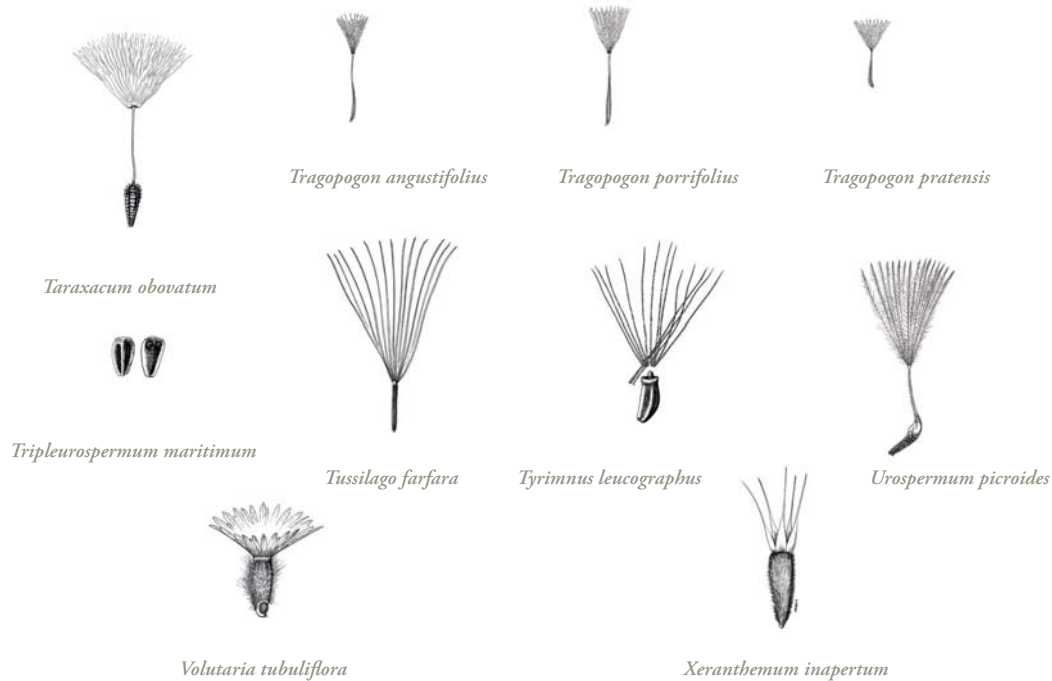 Tragopogon angustifolius
Tragopogon porrifolius
Tragopogon pratensis
Taraxacum obovatum
Tripleurospermum maritimum
Tussilago farfara
Tyrimnus leucographus
Urospermum picroides
Volutaria tubuliflora
Xeranthemum inapertum